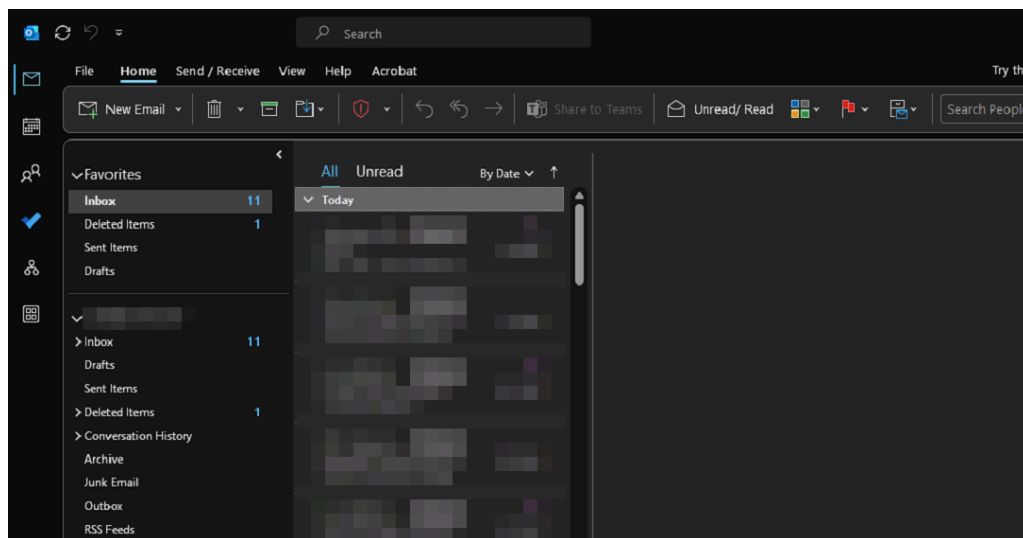 Search
File Home Send / Receive View Help Acrobat Try th
New Email Share to Teams Unread/ Read Search Peopl
Favorites
Inbox 11
Deleted Items 1
Sent Items
Drafts
Inbox 11
Drafts
Sent Items
Deleted Items 1
Conversation History
Archive
Junk Email
Outbox
RSS Feeds
All Unread By Date
Today